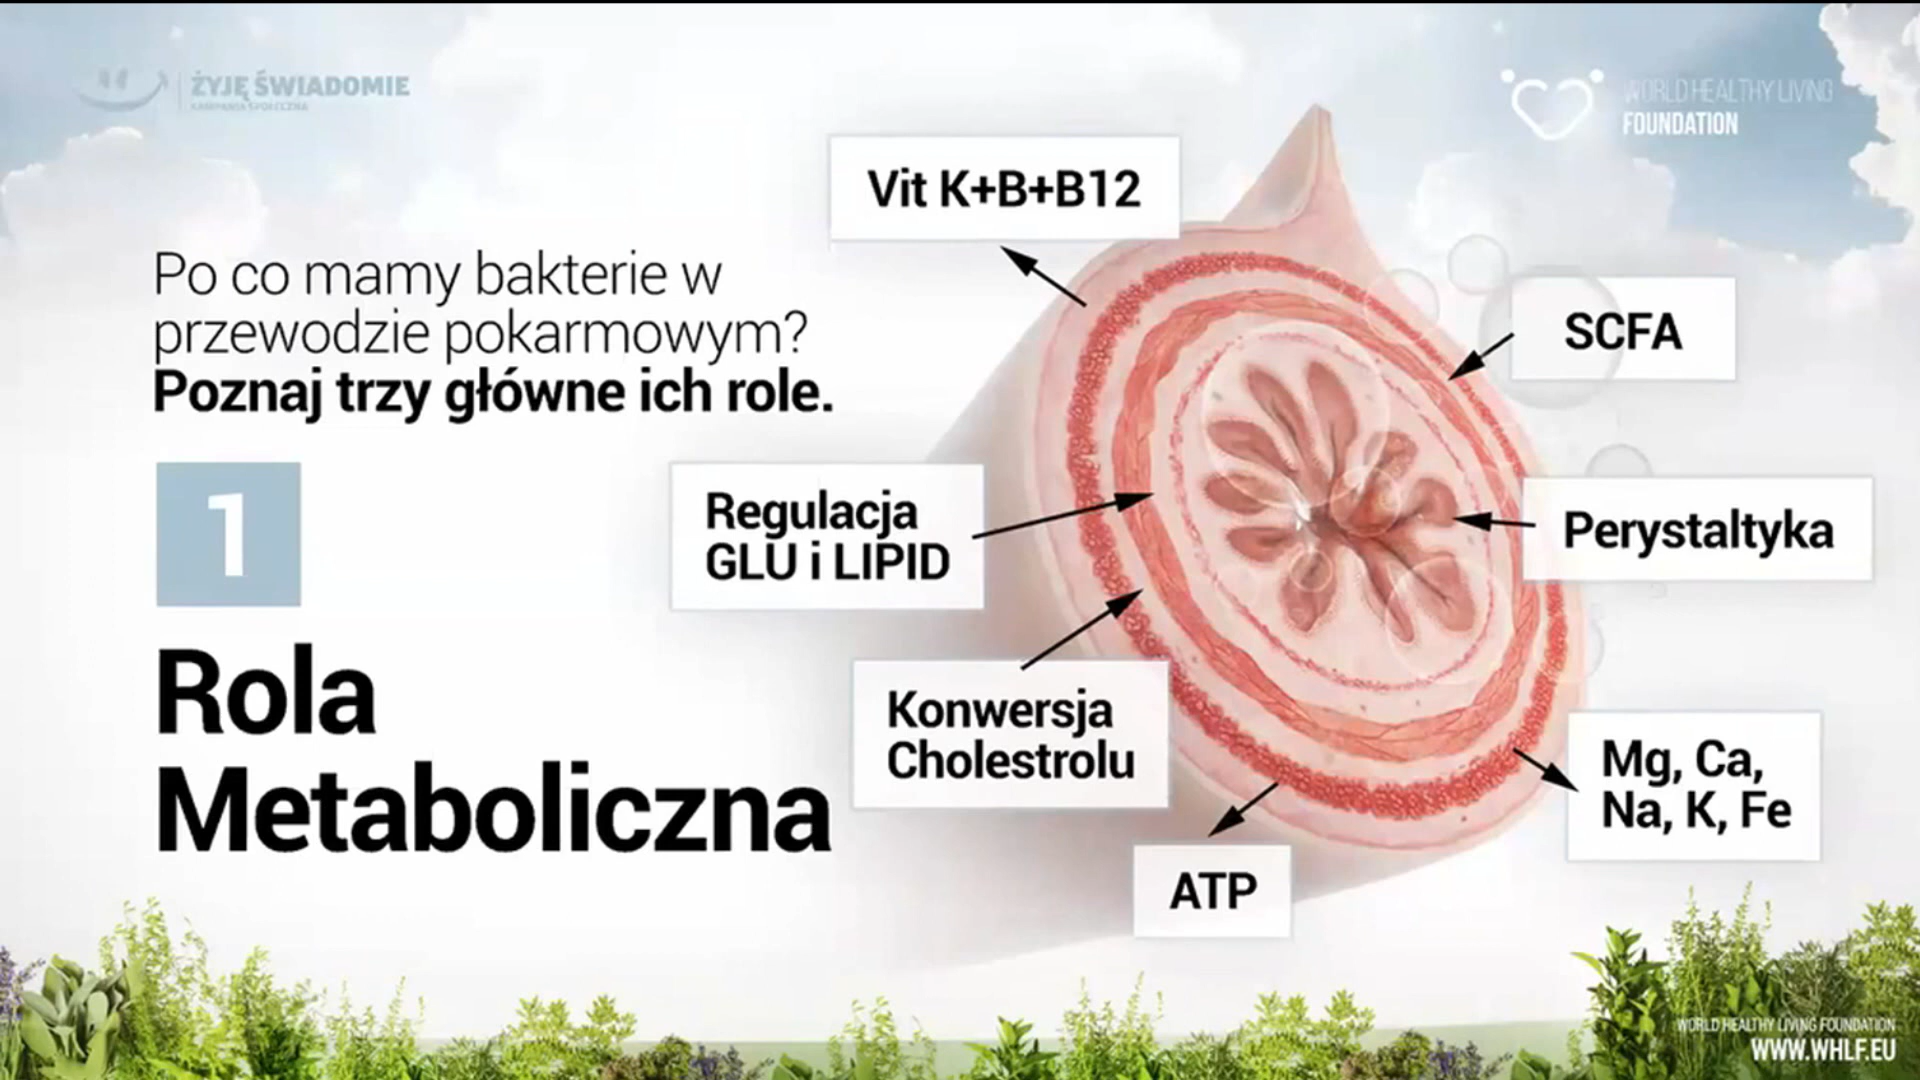 ŻYJĘ ŚWIADOMIE
KAMPANIA SPOŁECZNA
WORLD HEALTHY LIVING
FOUNDATION
Po co mamy bakterie w
przewodzie pokarmowym?
Poznaj trzy główne ich role.
1
Rola
Metaboliczna
Vit K+B+B12
SCFA
Regulacja
GLU i LIPID
Perystaltyka
Konwersja
Cholestrolu
Mg, Ca,
Na, K, Fe
ATP
WORLD HEALTHY LIVING FOUNDATION
WWW.WHLF.EU